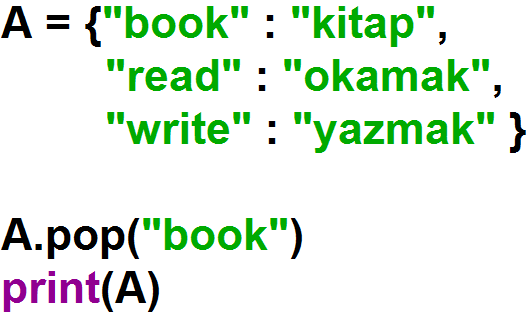 A = {"book" : "kitap",
"read" : "okamak",
"write" : "yazmak" }
A.pop("book")
print(A)